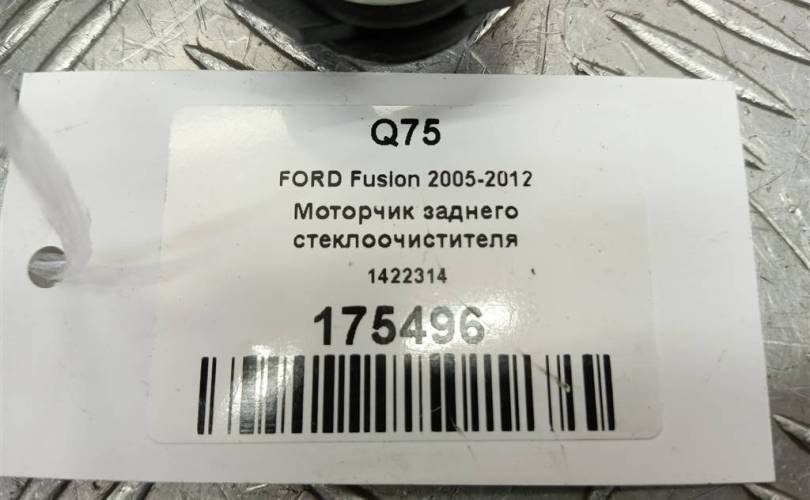 Q75
FORD Fusion 2005-2012
Моторчик заднего
стеклоочистителя
1422314
175496